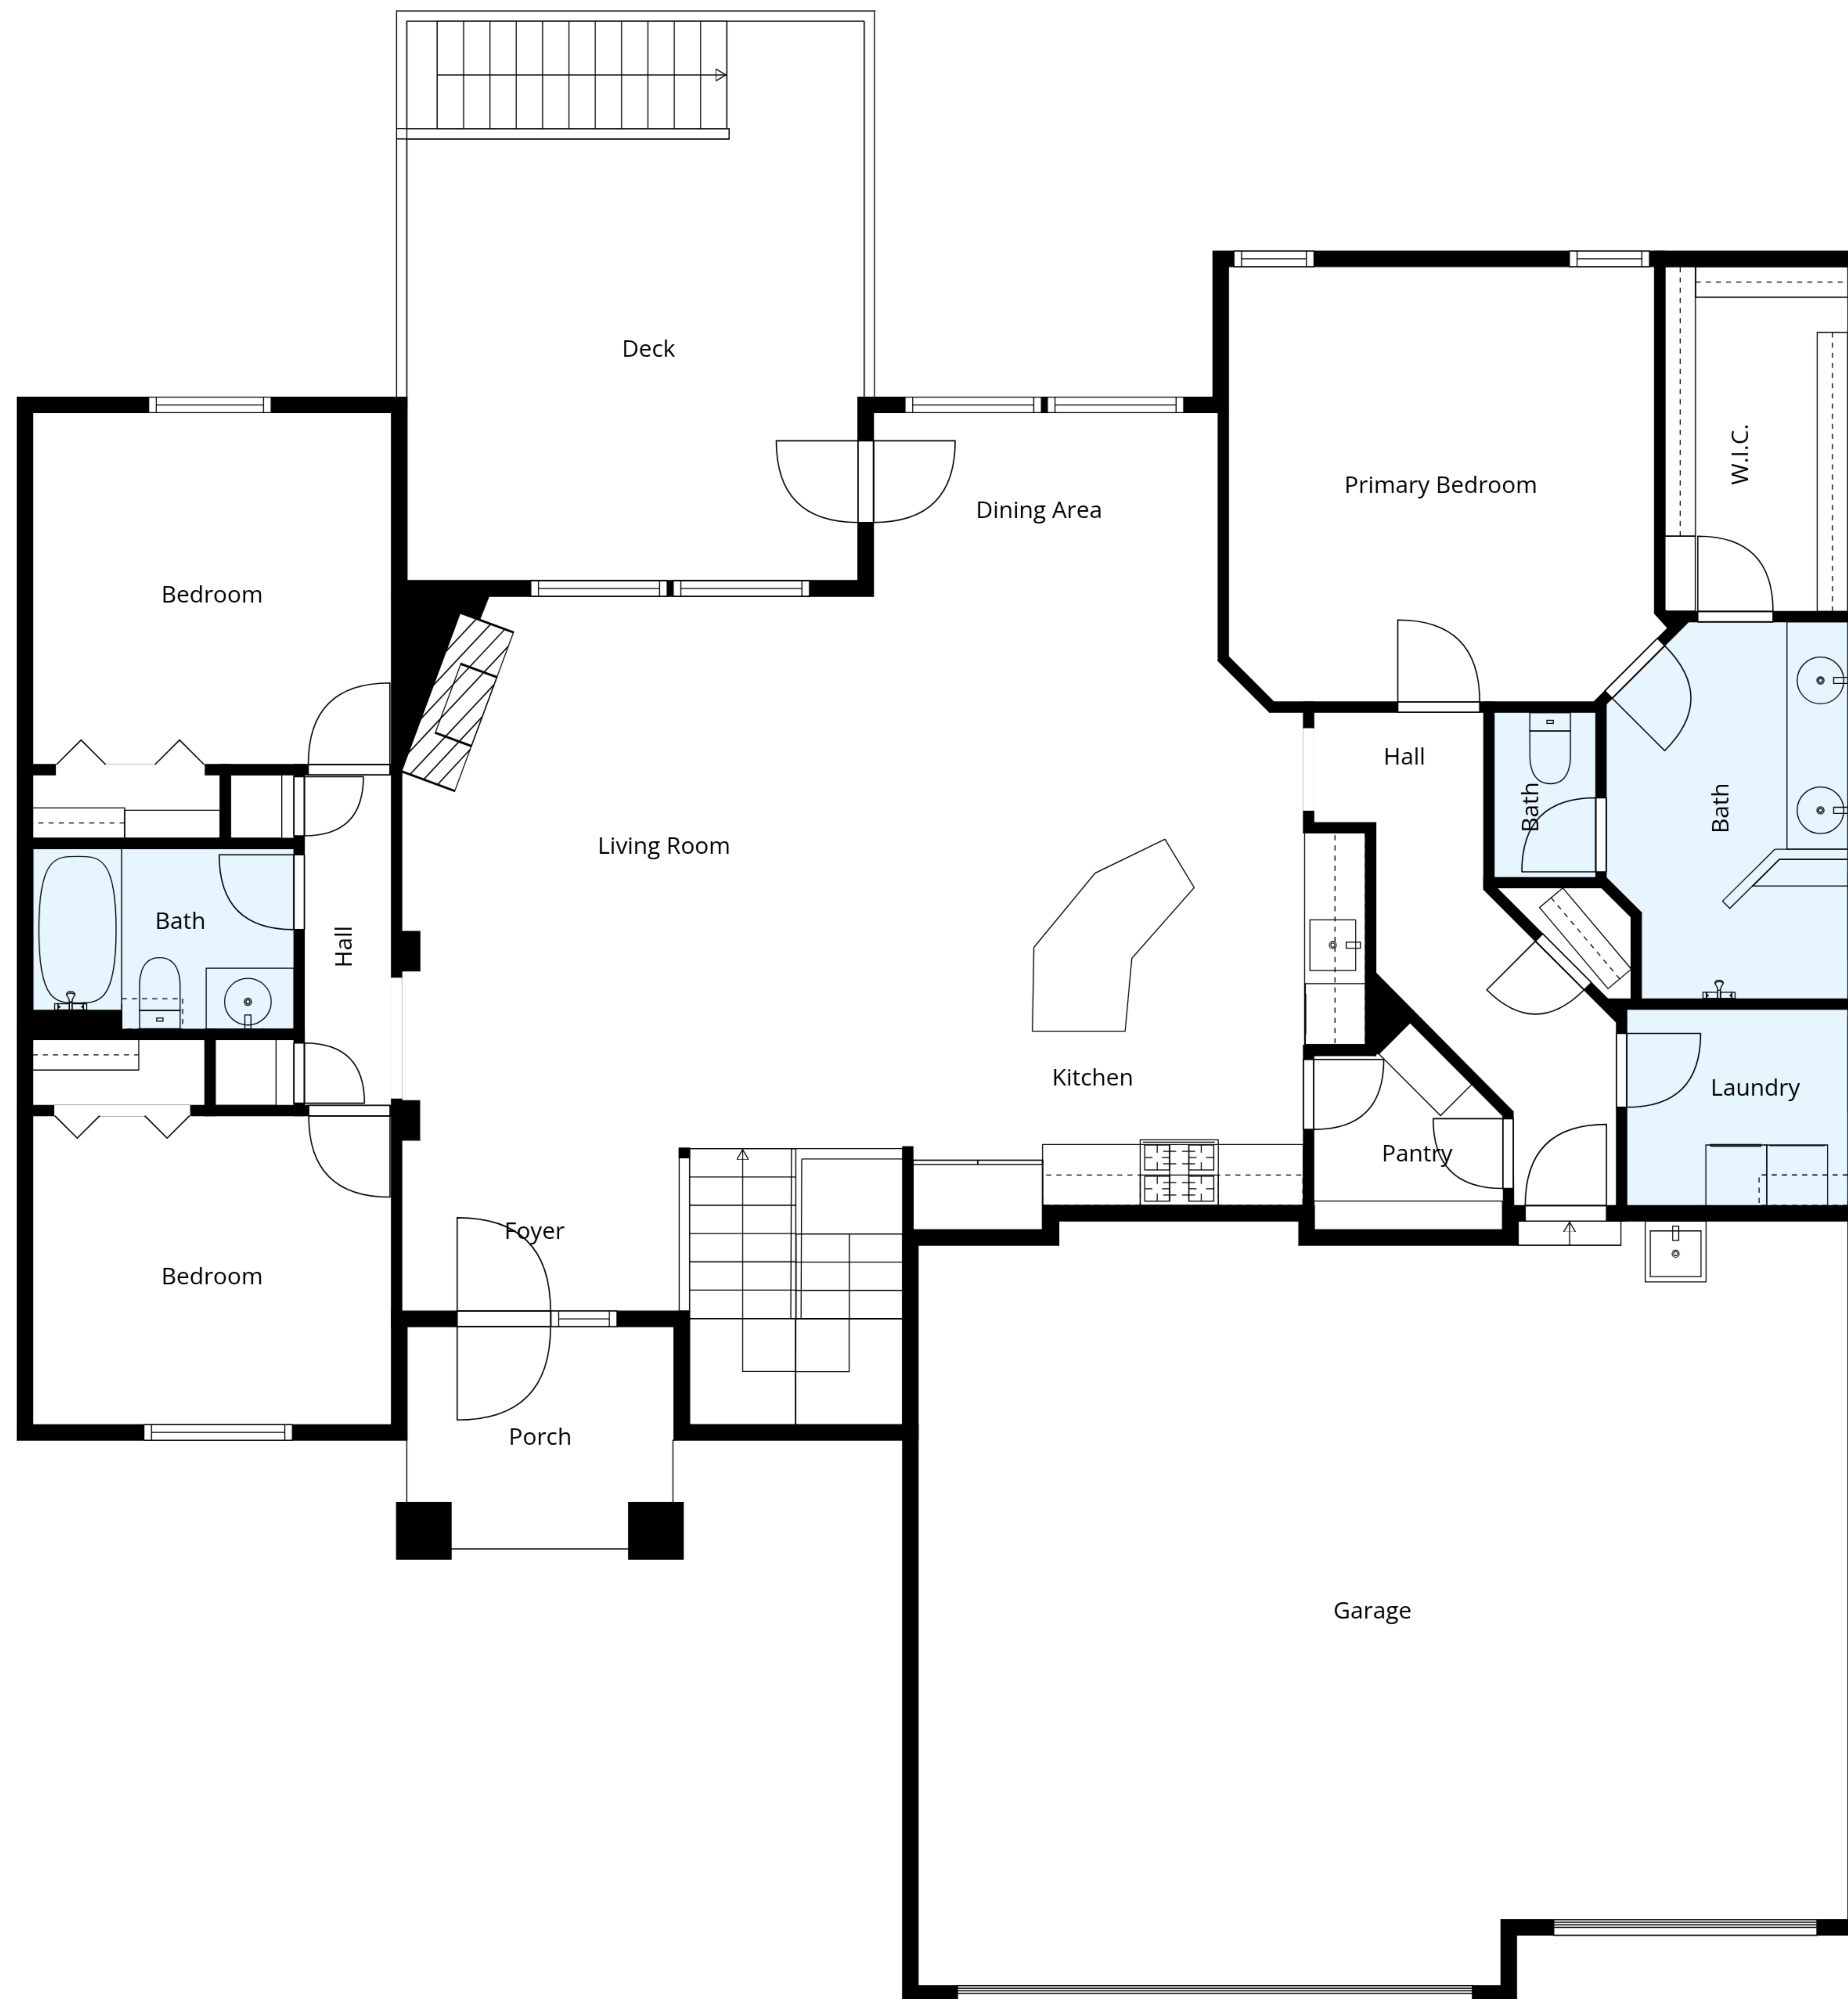 Deck
W.I.C.
Primary Bedroom
Dining Area
Bedroom
Hall
Bath
Bath
Living Room
Bath
Hall
Kitchen
Laundry
Pantry
Foyer
Bedroom
Porch
Garage